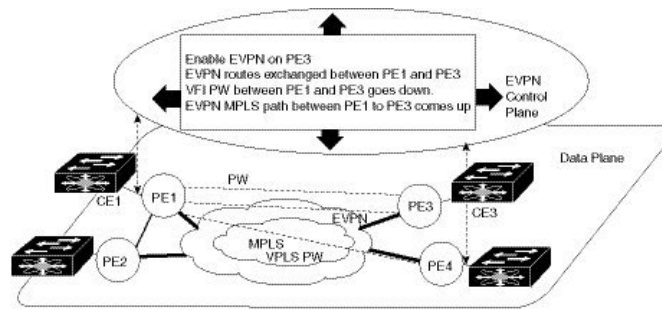 Enable EVPN on PE3
EVPN routes exchanged between PE1 and PE3
VFI PW between PE1 and PE3 goes down.
EVPN MPLS path between PE1 to PE3 comes up
EVPN
Control
Plane
Data Plane
PW
CE1
PE1
PE3
CE3
EVPN
MPLS
VPLS PW
PE2
PE4